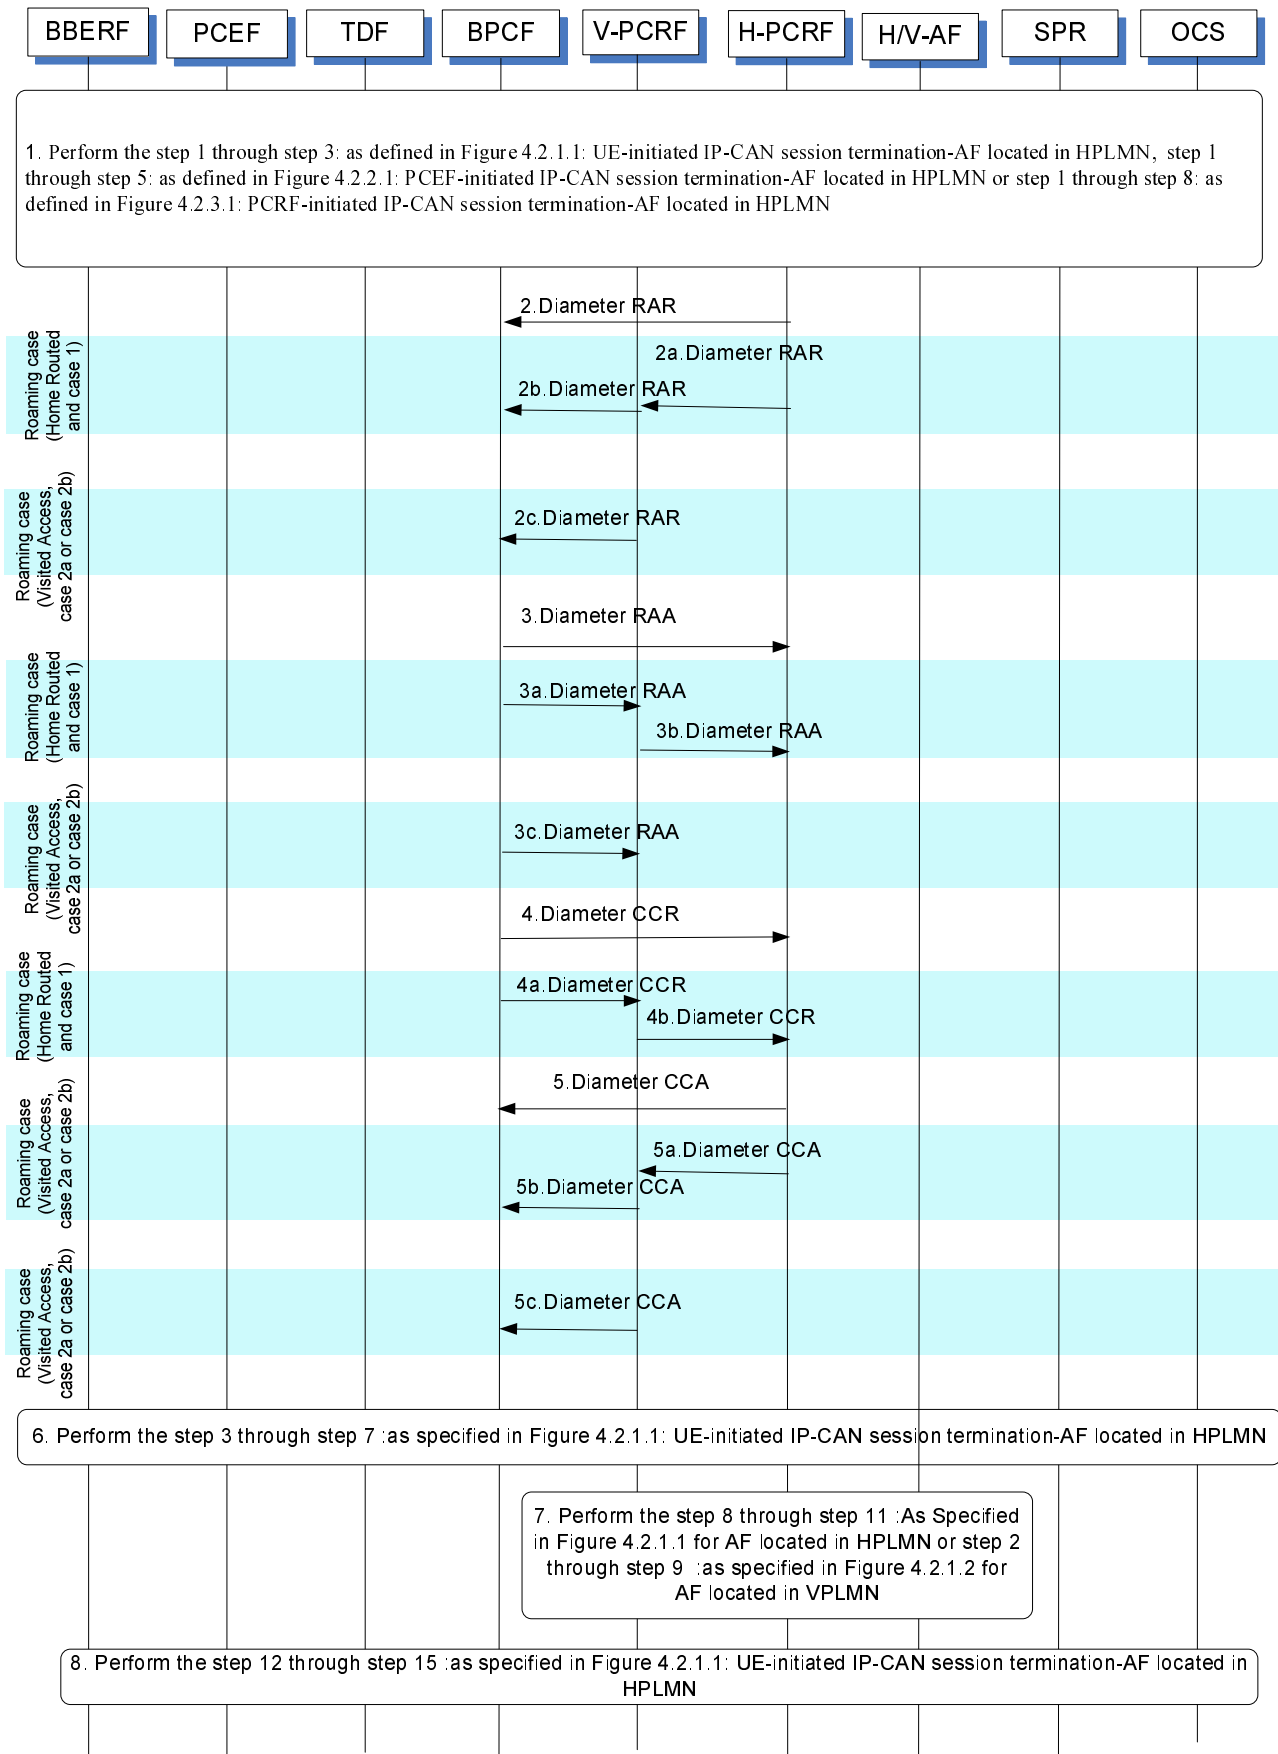 BBERF
PCEF
TDF
BPCF
V-PCRF
H-PCRF
H/V-AF
SPR
OCS
1. Perform the step 1 through step 3: as defined in Figure 4.2.1.1: UE-initiated IP-CAN session termination-AF located in HPLMN, step 1
through step 5: as defined in Figure 4.2.2.1: PCEF-initiated IP-CAN session termination-AF located in HPLMN or step 1 through step 8: as
defined in Figure 4.2.3.1: PCRF-initiated IP-CAN session termination-AF located in HPLMN
2.Diameter RAR
Roaming case
(Home Routed
and case 1)
2a.Diameter RAR
2b.Diameter RAR
Roaming case
(Visited Access,
case 2a or case 2b)
2c.Diameter RAR
3.Diameter RAA
Roaming case
(Home Routed
and case 1)
3a.Diameter RAA
3b.Diameter RAA
Roaming case
(Visited Access,
case 2a or case 2b)
3c.Diameter RAA
4.Diameter CCR
Roaming case
(Home Routed
and case 1)
4a.Diameter CCR
4b.Diameter CCR
5.Diameter CCA
Roaming case
(Visited Access,
case 2a or case 2b)
5a.Diameter CCA
5b.Diameter CCA
Roaming case
(Visited Access,
case 2a or case 2b)
5c.Diameter CCA
6. Perform the step 3 through step 7 :as specified in Figure 4.2.1.1: UE-initiated IP-CAN session termination-AF located in HPLMN
7. Perform the step 8 through step 11 :As Specified
in Figure 4.2.1.1 for AF located in HPLMN or step 2
through step 9 :as specified in Figure 4.2.1.2 for
AF located in VPLMN
8. Perform the step 12 through step 15 :as specified in Figure 4.2.1.1: UE-initiated IP-CAN session termination-AF located in
HPLMN